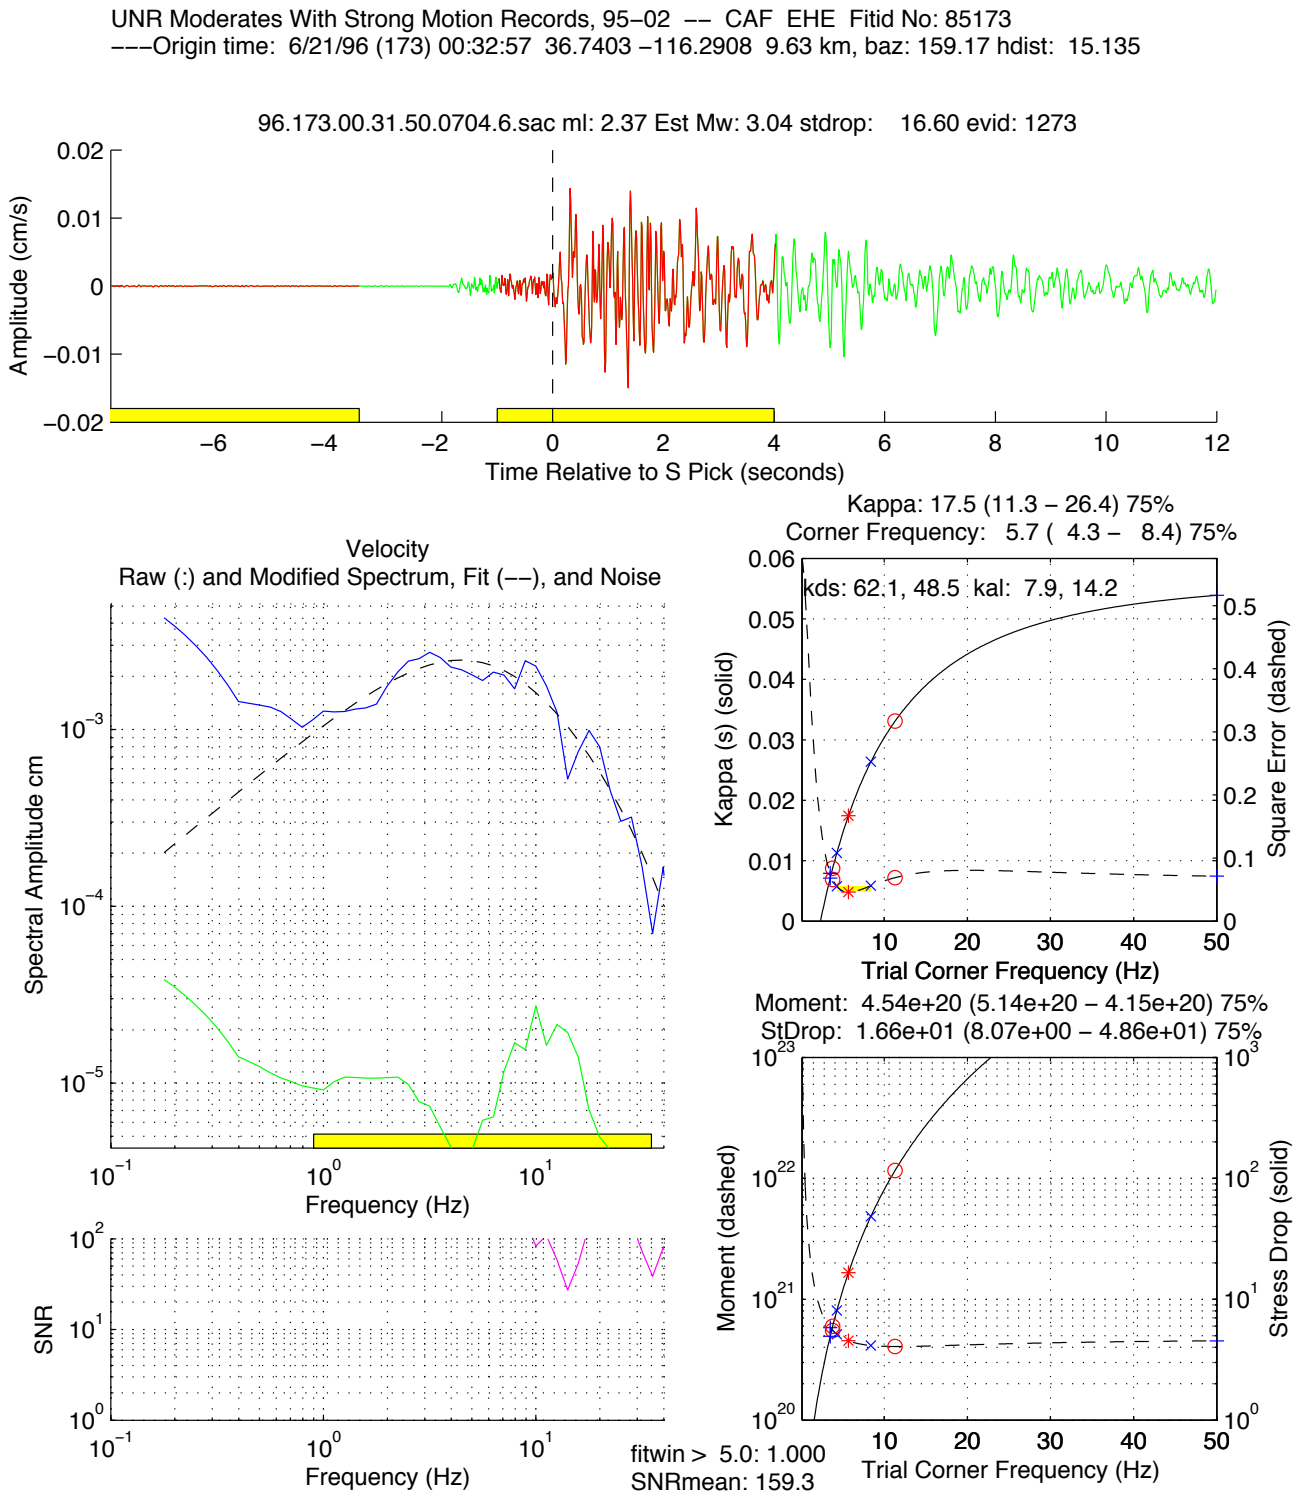 UNR Moderates With Strong Motion Records, 95−02  −−  CAF  EHE  Fitid No: 85173
−−−Origin time:  6/21/96 (173) 00:32:57  36.7403 −116.2908  9.63 km, baz: 159.17 hdist:  15.135
96.173.00.31.50.0704.6.sac ml: 2.37 Est Mw: 3.04 stdrop:    16.60 evid: 1273
0.02
0.01
0
−0.01
−0.02
Amplitude (cm/s)
−6 −4 −2 0 2 4 6 8 10 12
Time Relative to S Pick (seconds)
Velocity
Raw (:) and Modified Spectrum, Fit (−−), and Noise
10^−3
10^−4
10^−5
Spectral Amplitude cm
10^−1 10^0 10^1
Frequency (Hz)
10^2
10^1
10^0
SNR
10^−1 10^0 10^1
Frequency (Hz)
fitwin >  5.0: 1.000
SNRmean: 159.3
Kappa: 17.5 (11.3 − 26.4) 75%
Corner Frequency:   5.7 (  4.3 −   8.4) 75%
kds: 62.1, 48.5  kal:  7.9, 14.2
0.06
0.05
0.04
0.03
0.02
0.01
0
Kappa (s) (solid)
0.5
0.4
0.3
0.2
0.1
0
Square Error (dashed)
10 20 30 40 50
Trial Corner Frequency (Hz)
Moment:  4.54e+20 (5.14e+20 − 4.15e+20) 75%
StDrop:  1.66e+01 (8.07e+00 − 4.86e+01) 75%
10^23
10^22
10^21
10^20
Moment (dashed)
10^3
10^2
10^1
10^0
Stress Drop (solid)
10 20 30 40 50
Trial Corner Frequency (Hz)